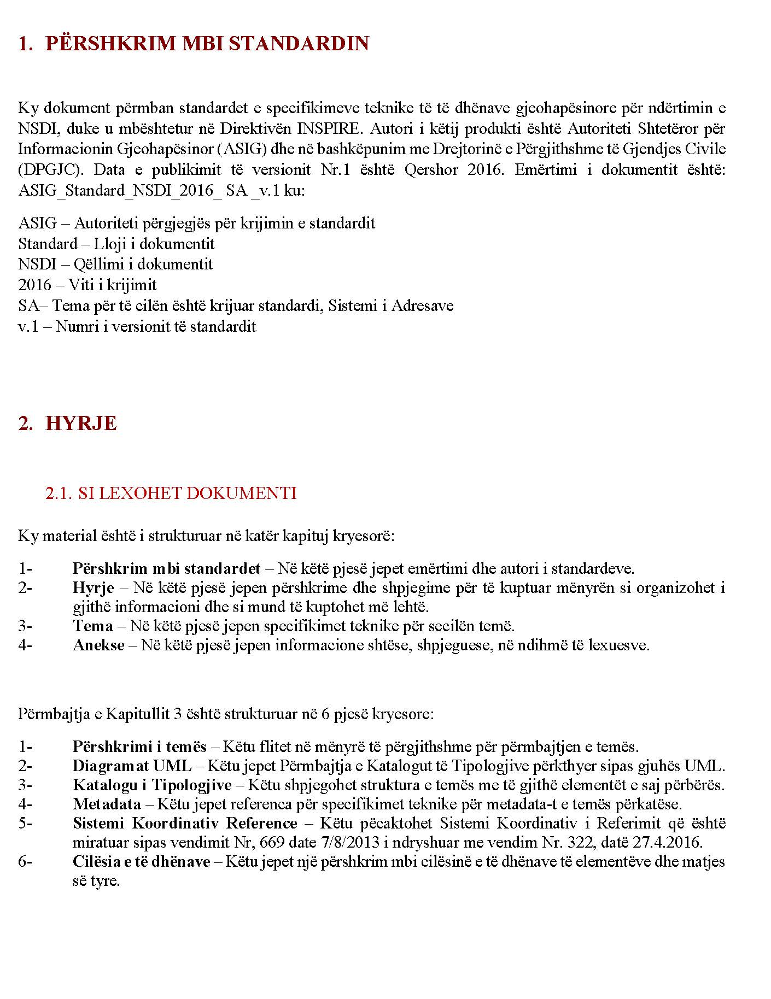 1. PËRSHKRIM MBI STANDARDIN
Ky dokument përmban standardet e specifikimeve teknike të të dhënave gjeohapësinore për ndërtimin e
NSDI, duke u mbështetur në Direktivën INSPIRE. Autori i këtij produkti është Autoriteti Shtetëror për
Informacionin Gjeohapësinor (ASIG) dhe në bashkëpunim me Drejtorinë e Përgjithshme të Gjendjes Civile
(DPGJC). Data e publikimit të versionit Nr.1 është Qershor 2016. Emërtimi i dokumentit është:
ASIG_Standard_NSDI_2016_ SA _v.1 ku:
ASIG – Autoriteti përgjegjës për krijimin e standardit
Standard – Lloji i dokumentit
NSDI – Qëllimi i dokumentit
2016 – Viti i krijimit
SA– Tema për të cilën është krijuar standardi, Sistemi i Adresave
v.1 – Numri i versionit të standardit
2. HYRJE
2.1. SI LEXOHET DOKUMENTI
Ky material është i strukturuar në katër kapituj kryesorë:
1- Përshkrim mbi standardet – Në këtë pjesë jepet emërtimi dhe autori i standardeve.
2- Hyrje – Në këtë pjesë jepen përshkrime dhe shpjegime për të kuptuar mënyrën si organizohet i
gjithë informacioni dhe si mund të kuptohet më lehtë.
3- Tema – Në këtë pjesë jepen specifikimet teknike për secilën temë.
4- Anekse – Në këtë pjesë jepen informacione shtëse, shpjeguese, në ndihmë të lexuesve.
Përmbajtja e Kapitullit 3 është strukturuar në 6 pjesë kryesore:
1- Përshkrimi i temës – Këtu flitet në mënyrë të përgjithshme për përmbajtjen e temës.
2- Diagramat UML – Këtu jepet Përmbajtja e Katalogut të Tipologjive përkthyer sipas gjuhës UML.
3- Katalogu i Tipologjive – Këtu shpjegohet struktura e temës me të gjithë elementët e saj përbërës.
4- Metadata – Këtu jepet referenca për specifikimet teknike për metadata-t e temës përkatëse.
5- Sistemi Koordinativ Reference – Këtu pëcaktohet Sistemi Koordinativ i Referimit që është
miratuar sipas vendimit Nr, 669 date 7/8/2013 i ndryshuar me vendim Nr. 322, datë 27.4.2016.
6- Cilësia e të dhënave – Këtu jepet një përshkrim mbi cilësinë e të dhënave të elementëve dhe matjes
së tyre.